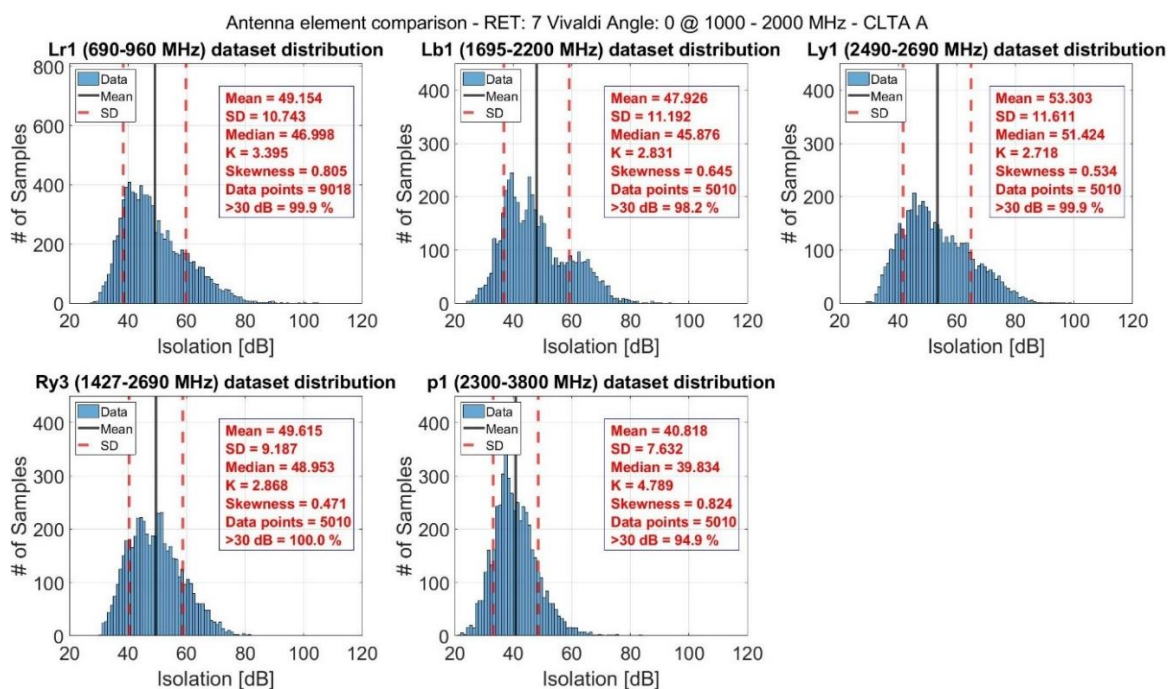 Antenna element comparison - RET: 7 Vivaldi Angle: 0 @ 1000 - 2000 MHz - CLTA A
Lr1 (690-960 MHz) dataset distribution
800
600
400
200
0
# of Samples
Data
Mean
SD
Mean = 49.154
SD = 10.743
Median = 46.998
K = 3.395
Skewness = 0.805
Data points = 9018
>30 dB = 99.9 %
20 40 60 80 100 120
Isolation [dB]
Lb1 (1695-2200 MHz) dataset distribution
400
300
200
100
0
# of Samples
Data
Mean
SD
Mean = 47.926
SD = 11.192
Median = 45.876
K = 2.831
Skewness = 0.645
Data points = 5010
>30 dB = 98.2 %
20 40 60 80 100 120
Isolation [dB]
Ly1 (2490-2690 MHz) dataset distribution
400
300
200
100
0
# of Samples
Data
Mean
SD
Mean = 53.303
SD = 11.611
Median = 51.424
K = 2.718
Skewness = 0.534
Data points = 5010
>30 dB = 99.9 %
20 40 60 80 100 120
Isolation [dB]
Ry3 (1427-2690 MHz) dataset distribution
400
300
200
100
0
# of Samples
Data
Mean
SD
Mean = 49.615
SD = 9.187
Median = 48.953
K = 2.868
Skewness = 0.471
Data points = 5010
>30 dB = 100.0 %
20 40 60 80 100 120
Isolation [dB]
p1 (2300-3800 MHz) dataset distribution
400
300
200
100
0
# of Samples
Data
Mean
SD
Mean = 40.818
SD = 7.632
Median = 39.834
K = 4.789
Skewness = 0.824
Data points = 5010
>30 dB = 94.9 %
20 40 60 80 100 120
Isolation [dB]